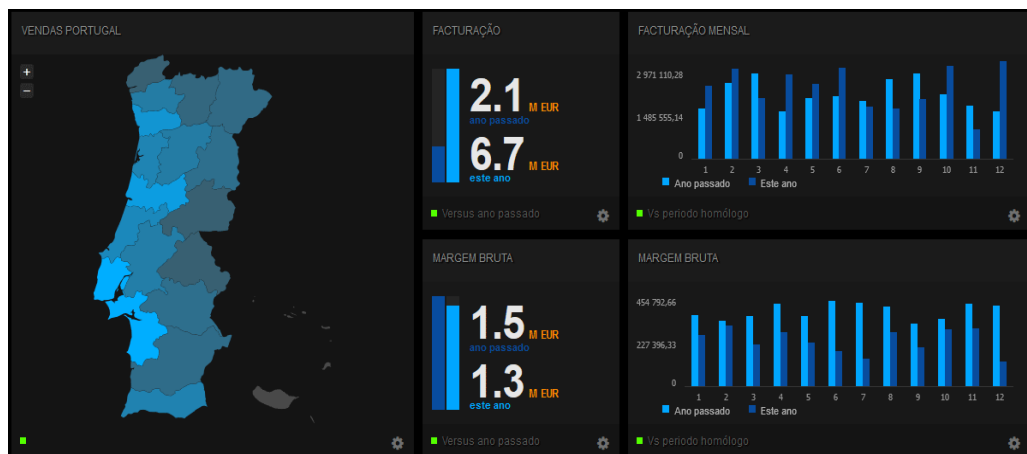 VENDAS PORTUGAL
+
−
FACTURAÇÃO
2.1 M EUR
ano passado
6.7 M EUR
este ano
Versus ano passado
FACTURAÇÃO MENSAL
2 971 110,28
1 485 555,14
0
1 2 3 4 5 6 7 8 9 10 11 12
Ano passado Este ano
Vs periodo homólogo
MARGEM BRUTA
1.5 M EUR
ano passado
1.3 M EUR
este ano
Versus ano passado
MARGEM BRUTA
454 792,66
227 396,33
0
1 2 3 4 5 6 7 8 9 10 11 12
Ano passado Este ano
Vs periodo homólogo